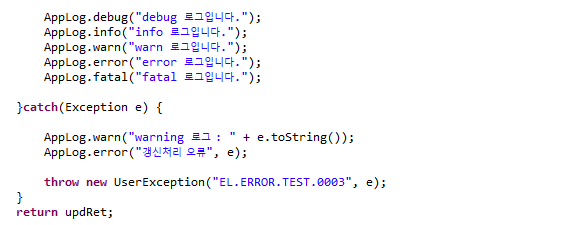 AppLog.debug("debug 로그입니다.");
AppLog.info("info 로그입니다.");
AppLog.warn("warn 로그입니다.");
AppLog.error("error 로그입니다.");
AppLog.fatal("fatal 로그입니다.");
}catch(Exception e) {
AppLog.warn("warning 로그 : " + e.toString());
AppLog.error("갱신처리 오류", e);
throw new UserException("EL.ERROR.TEST.0003", e);
}
return updRet;